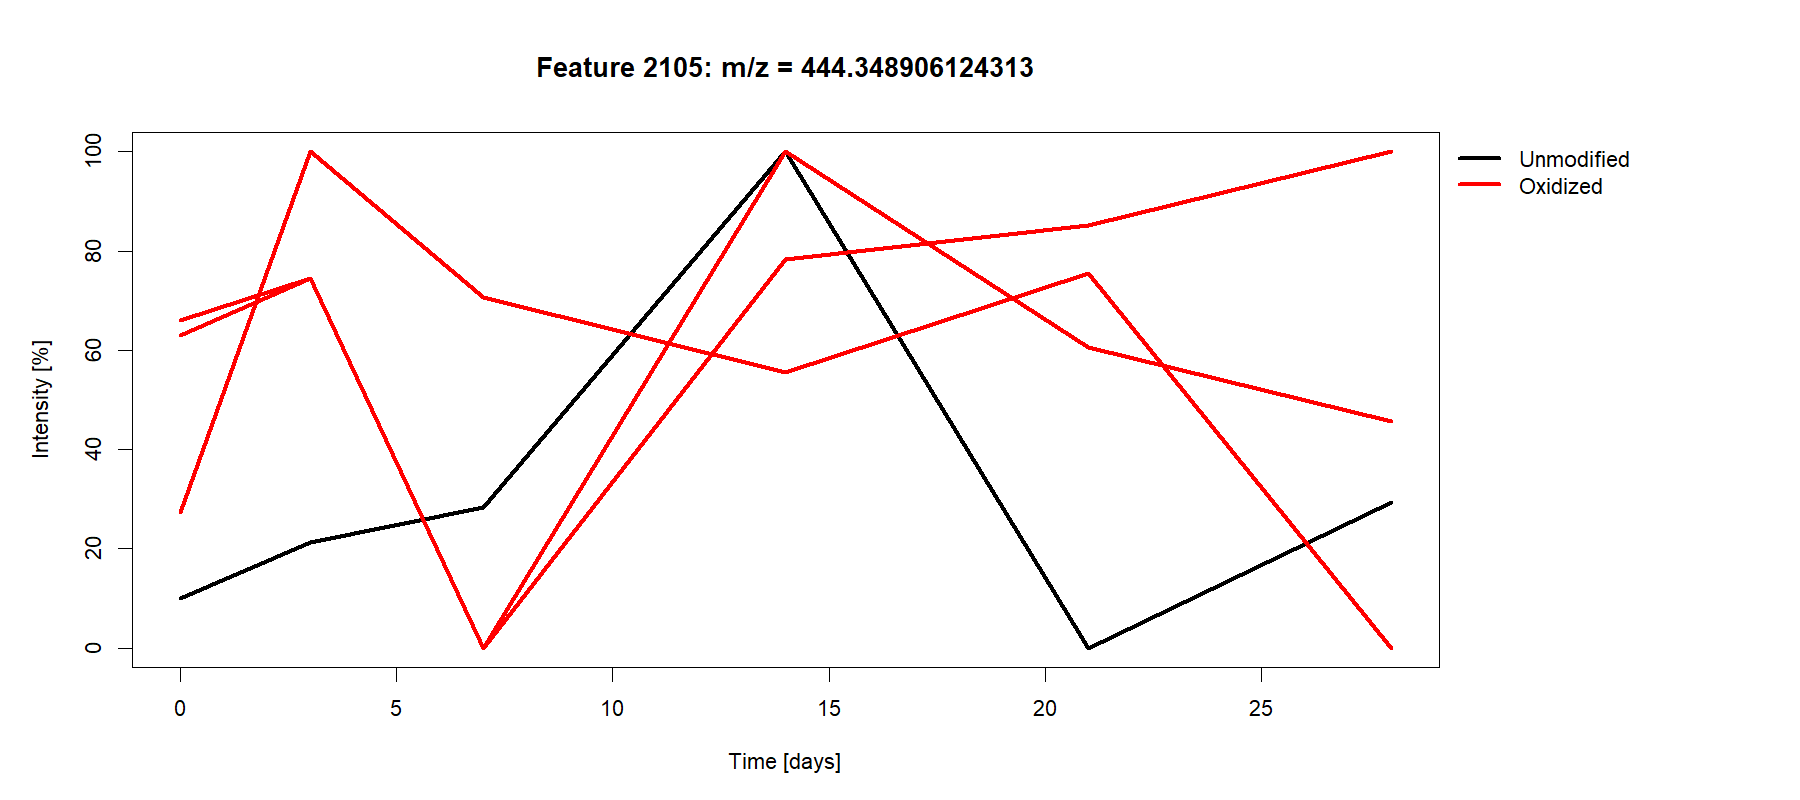 Feature 2105: m/z = 444.348906124313
Unmodified
Oxidized
Intensity [%]
100
80
60
40
20
0
0 5 10 15 20 25
Time [days]